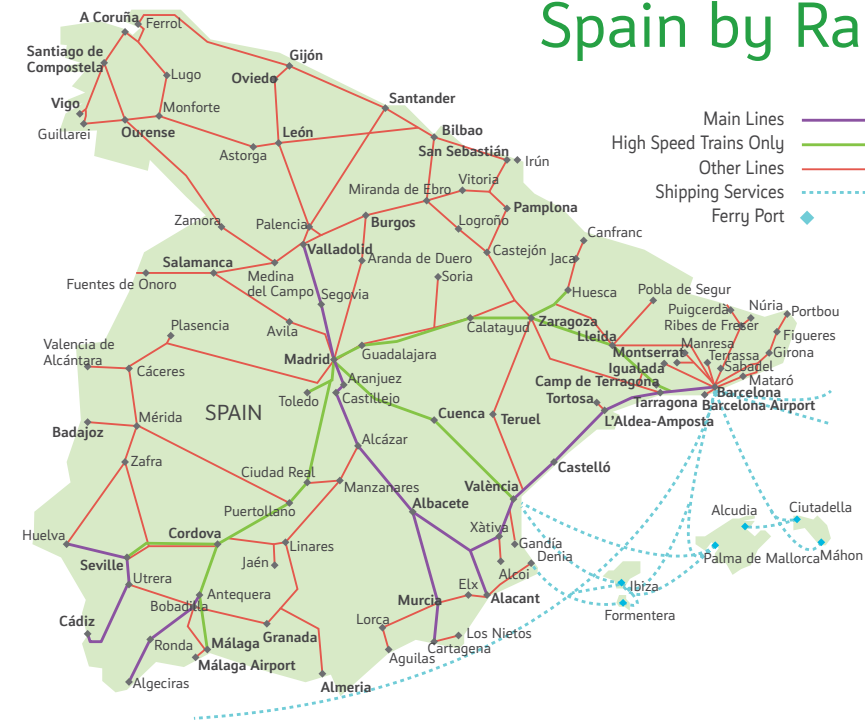 Spain by Ra
Main Lines
High Speed Trains Only
Other Lines
Shipping Services
Ferry Port
A Coruña
Ferrol
Santiago de
Compostela
Lugo
Gijón
Oviedo
Vigo
Monforte
Guillarei
Ourense
Astorga
León
Santander
Bilbao
San Sebastián
Irún
Vitoria
Miranda de Ebro
Pamplona
Zamora
Palencia
Burgos
Logroño
Canfranc
Valladolid
Castejón
Jaca
Aranda de Duero
Salamanca
Fuentes de Onoro
Medina
del Campo
Segovia
Soria
Huesca
Pobla de Segur
Puigcerdà
Núria
Portbou
Ribes de Freser
Plasencia
Avila
Calatayud
Zaragoza
Lleida
Figueres
Manresa
Montserrat
Terrassa
Girona
Valencia de
Alcántara
Madrid
Guadalajara
Igualada
Sabadel
Cáceres
Aranjuez
Camp de Terragona
Mataró
Toledo
Castillejo
Tortosa
Tarragona
Barcelona
Barcelona Airport
SPAIN
Mérida
Cuenca
Teruel
L'Aldea-Amposta
Badajoz
Alcázar
Zafra
Castelló
Ciudad Real
Manzanares
València
Puertollano
Albacete
Alcudia
Ciutadella
Huelva
Cordova
Xàtiva
Linares
Gandía
Denia
Palma de Mallorca
Máhon
Seville
Jaén
Alcoi
Utrera
Elx
Ibiza
Bobadilla
Antequera
Murcia
Alacant
Formentera
Cádiz
Lorca
Los Nietos
Ronda
Málaga
Granada
Cartagena
Málaga Airport
Aguilas
Algeciras
Almeria